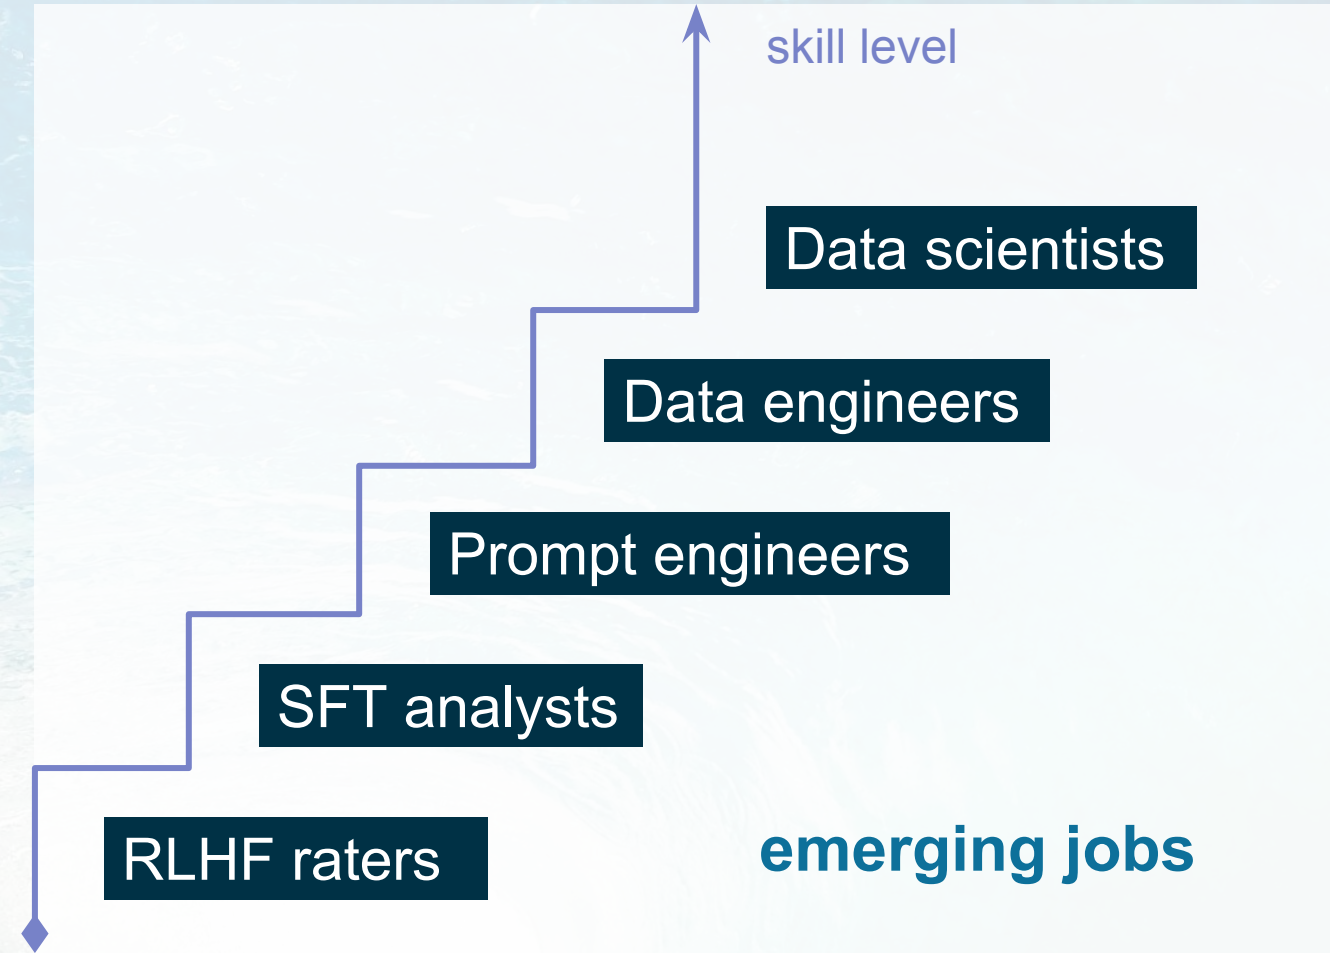 skill level
Data scientists
Data engineers
Prompt engineers
SFT analysts
RLHF raters
emerging jobs